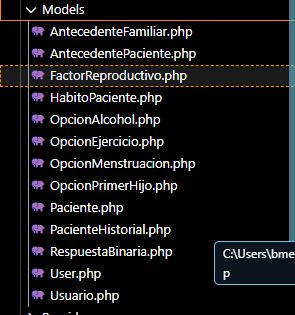 Models
AntecedenteFamiliar.php
AntecedentePaciente.php
FactorReproductivo.php
HabitoPaciente.php
OpcionAlcohol.php
OpcionEjercicio.php
OpcionMenstruacion.php
OpcionPrimerHijo.php
Paciente.php
PacienteHistorial.php
RespuestaBinaria.php
C:\Users\bme
User.php
p
Usuario.php